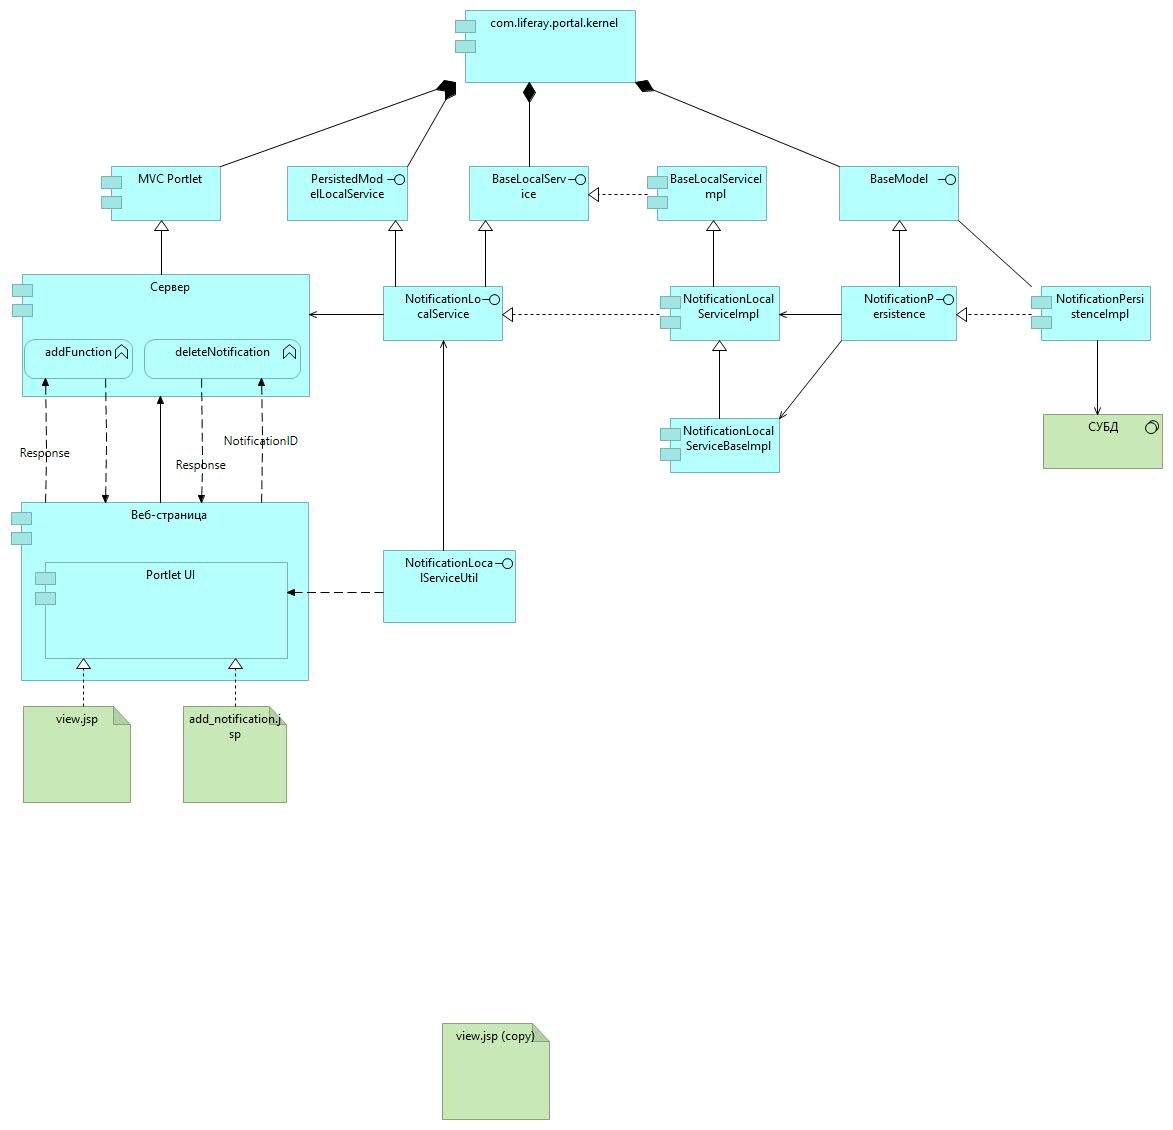 com.liferay.portal.kernel
MVC Portlet
PersistedMod
elLocalService
BaseLocalServ
ice
BaseLocalServiceI
mpl
BaseModel
Сервер
NotificationLo
calService
NotificationLocal
ServiceImpl
NotificationP
ersistence
NotificationPersi
stenceImpl
addFunction
deleteNotification
NotificationLocal
ServiceBaseImpl
СУБД
Response
Response
NotificationID
Веб-страница
Portlet UI
NotificationLoca
lServiceUtil
view.jsp
add_notification.j
sp
view.jsp (copy)